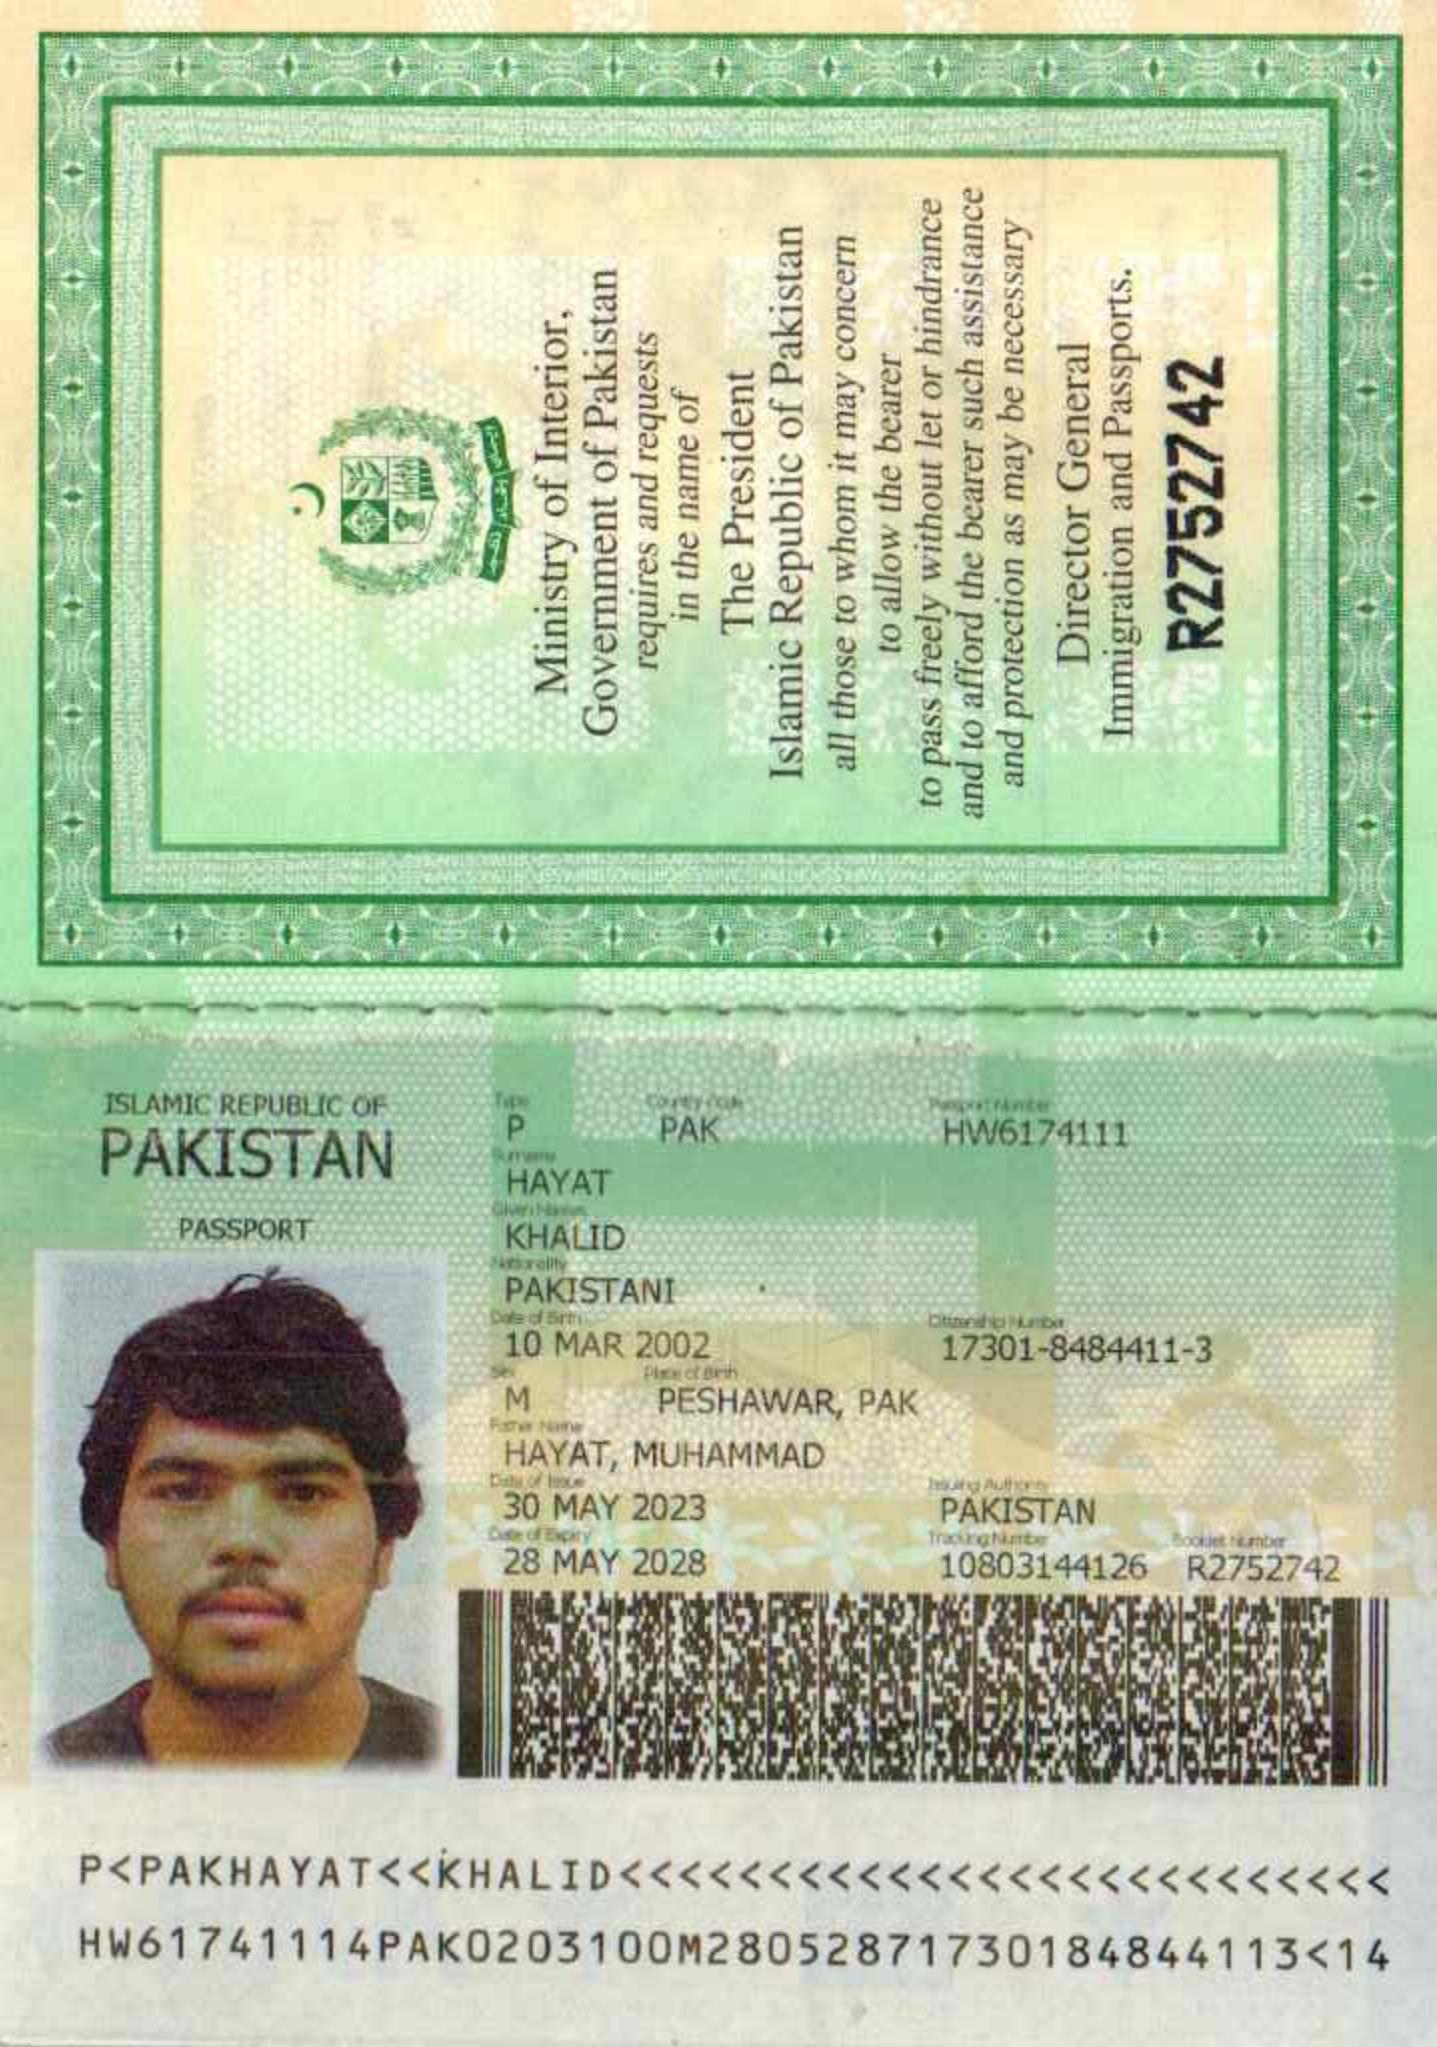 Ministry of Interior,
Government of Pakistan
requires and requests
in the name of
The President
Islamic Republic of Pakistan
all those to whom it may concern
to allow the bearer
to pass freely without let or hindrance
and to afford the bearer such assistance
and protection as may be necessary
Director General
Immigration and Passports.
R2752742
ISLAMIC REPUBLIC OF
PAKISTAN
PASSPORT
Type Country Code Passport Number
P PAK HW6174111
Surname
HAYAT
Given Names
KHALID
Nationality
PAKISTANI
Date of Birth Citizenship Number
10 MAR 2002 17301-8484411-3
Sex Place of Birth
M PESHAWAR, PAK
Father Name
HAYAT, MUHAMMAD
Date of Issue Issuing Authority
30 MAY 2023 PAKISTAN
Date of Expiry Tracking Number Booklet Number
28 MAY 2028 10803144126 R2752742
P<PAKHAYAT<<KHALID<<<<<<<<<<<<<<<<<<<<<<<<<<
HW61741114PAK0203100M28052871730184844113<14